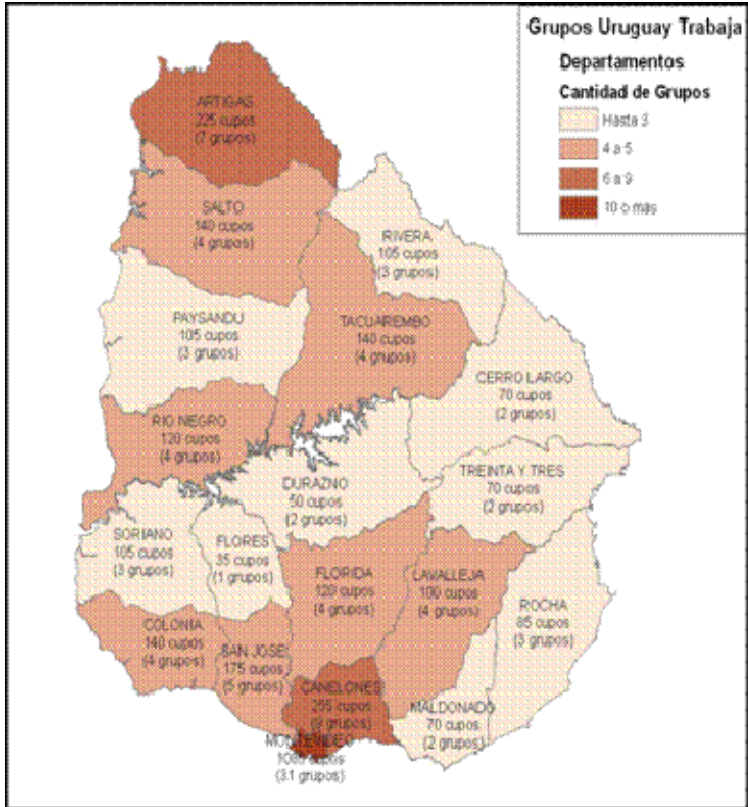 Grupos Uruguay Trabaja
Departamentos
Cantidad de Grupos
Hasta 3
4 a 5
6 a 9
10 o más
ARTIGAS
225 cupos
(7 grupos)
SALTO
140 cupos
(4 grupos)
RIVERA
105 cupos
(3 grupos)
PAYSANDU
105 cupos
(3 grupos)
TACUAREMBO
140 cupos
(4 grupos)
CERRO LARGO
70 cupos
(2 grupos)
RIO NEGRO
120 cupos
(4 grupos)
DURAZNO
50 cupos
(2 grupos)
TREINTA Y TRES
70 cupos
(2 grupos)
SORIANO
105 cupos
(3 grupos)
FLORES
35 cupos
(1 grupos)
FLORIDA
120 cupos
(4 grupos)
LAVALLEJA
cupos
(4 grupos)
ROCHA
85 cupos
(3 grupos)
COLONIA
140 cupos
(4 grupos)
SAN JOSE
175 cupos
(5 grupos)
CANELONES
255 cupos
(9 grupos)
MALDONADO
70 cupos
(2 grupos)
MONTEVIDEO
cupos
(3.1 grupos)